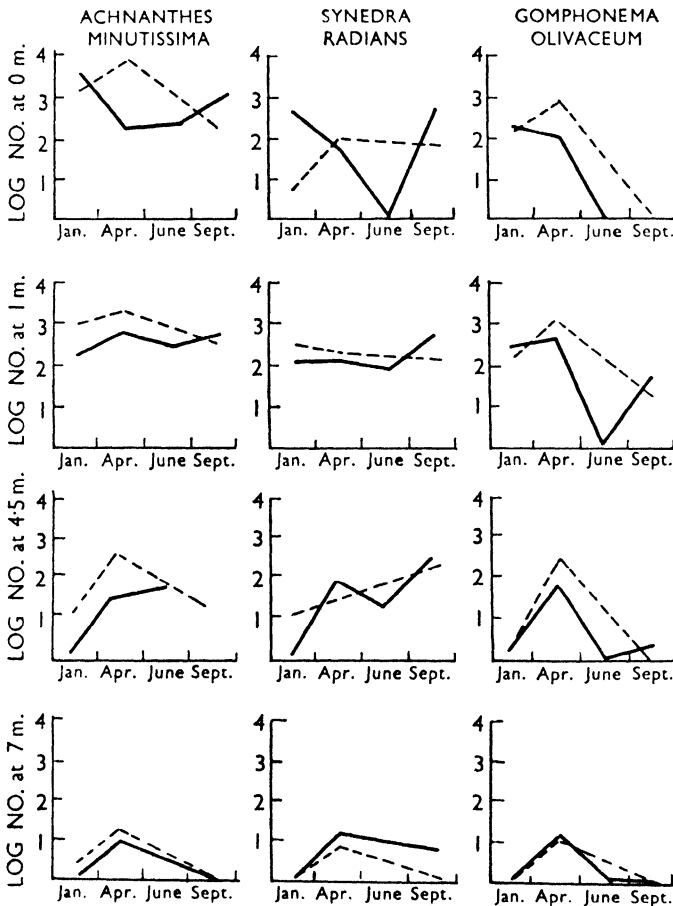 ACHNANTHES MINUTISSIMA
SYNEDRA RADIANS
GOMPHONEMA OLIVACEUM
LOG NO. at 0 m.
4
3
2
1
Jan. Apr. June Sept.
4
3
2
1
Jan. Apr. June Sept.
4
3
2
1
Jan. Apr. June Sept.
LOG NO. at 1 m.
4
3
2
1
Jan. Apr. June Sept.
4
3
2
1
Jan. Apr. June Sept.
4
3
2
1
Jan. Apr. June Sept.
LOG NO. at 4·5 m.
4
3
2
1
Jan. Apr. June Sept.
4
3
2
1
Jan. Apr. June Sept.
4
3
2
1
Jan. Apr. June Sept.
LOG NO. at 7 m.
4
3
2
1
Jan. Apr. June Sept.
4
3
2
1
Jan. Apr. June Sept.
4
3
2
1
Jan. Apr. June Sept.